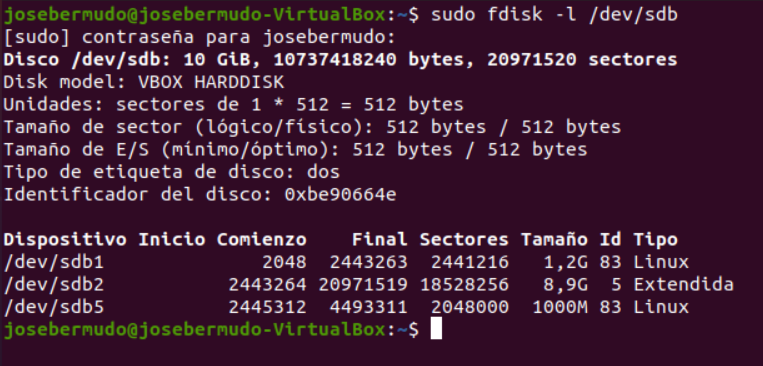 josebermudo@josebermudo-VirtualBox:~$ sudo fdisk -l /dev/sdb
[sudo] contraseña para josebermudo:
Disco /dev/sdb: 10 GiB, 10737418240 bytes, 20971520 sectores
Disk model: VBOX HARDDISK
Unidades: sectores de 1 * 512 = 512 bytes
Tamaño de sector (lógico/físico): 512 bytes / 512 bytes
Tamaño de E/S (mínimo/óptimo): 512 bytes / 512 bytes
Tipo de etiqueta de disco: dos
Identificador del disco: 0xbe90664e

Dispositivo Inicio Comienzo    Final Sectores Tamaño Id Tipo
/dev/sdb1              2048  2443263  2441216   1,2G 83 Linux
/dev/sdb2           2443264 20971519 18528256   8,9G  5 Extendida
/dev/sdb5           2445312  4493311  2048000  1000M 83 Linux
josebermudo@josebermudo-VirtualBox:~$